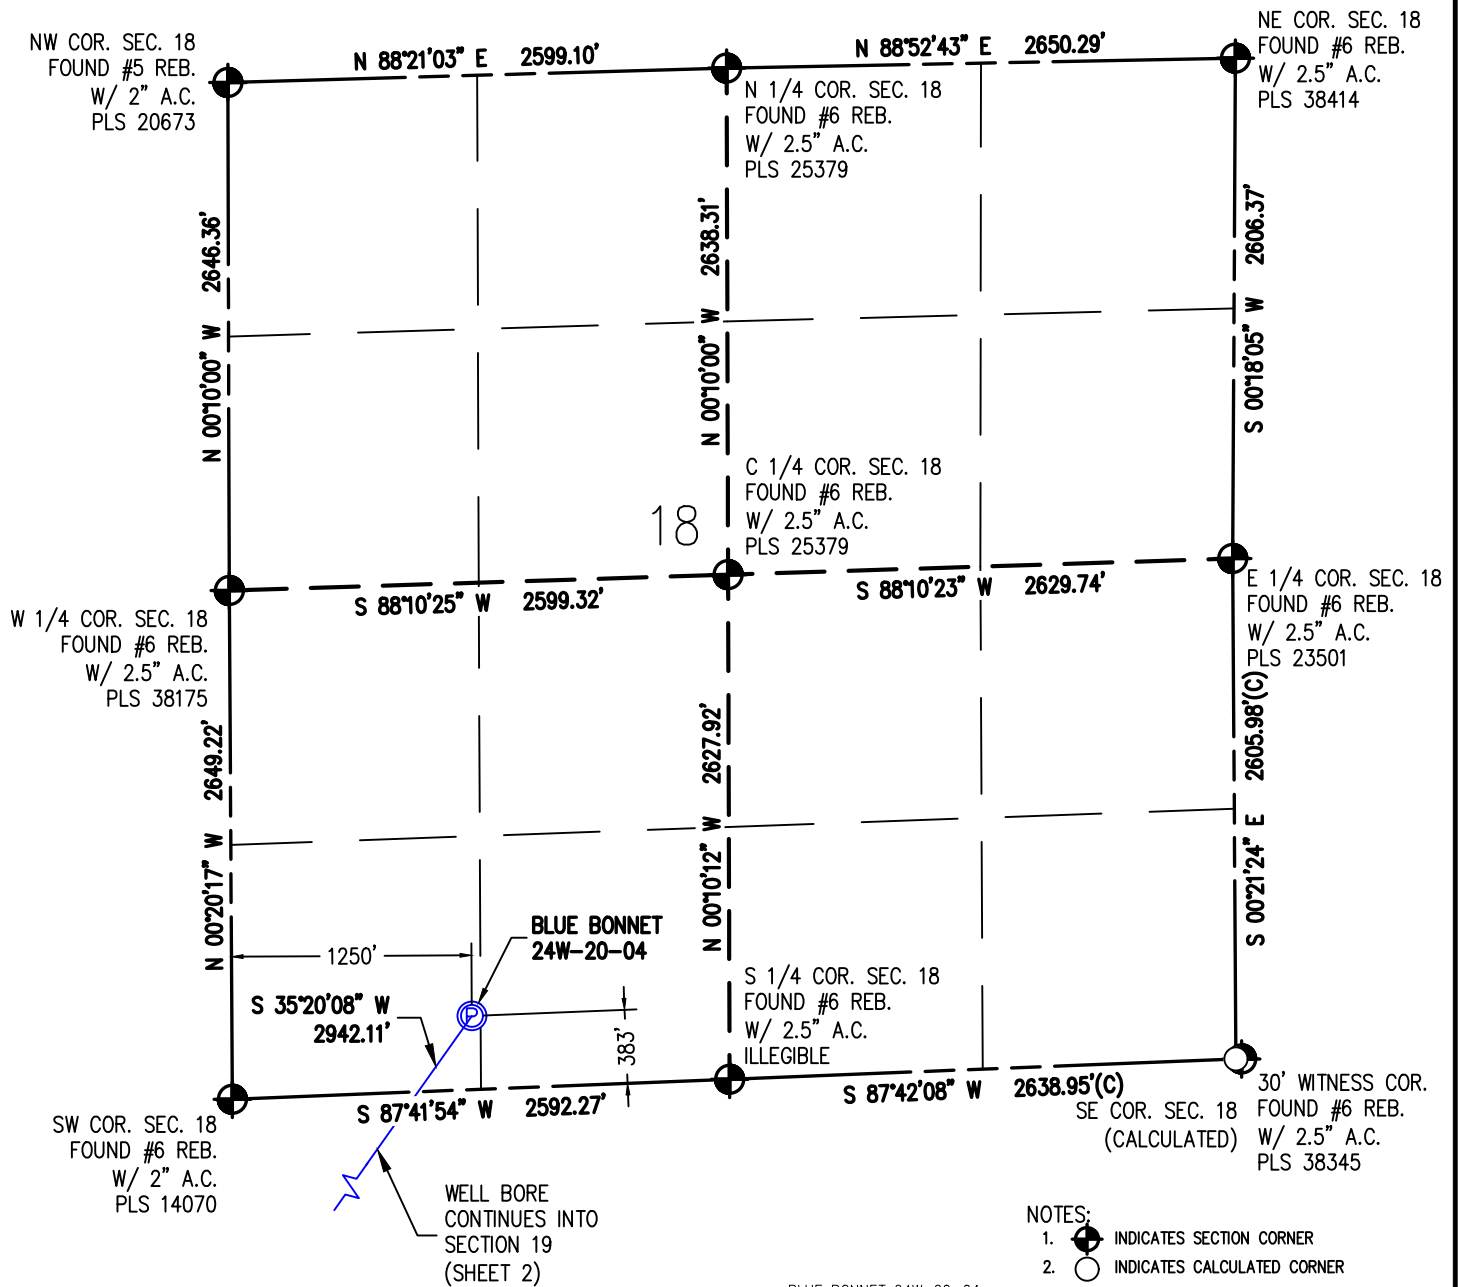 NW COR. SEC. 18
FOUND #5 REB.
W/ 2" A.C.
PLS 20673
N 88°21'03" E 2599.10'
N 88°52'43" E 2650.29'
NE COR. SEC. 18
FOUND #6 REB.
W/ 2.5" A.C.
PLS 38414
N 1/4 COR. SEC. 18
FOUND #6 REB.
W/ 2.5" A.C.
PLS 25379
N 00°10'00" W 2646.36'
N 00°10'00" W 2638.31'
S 00°18'05" W 2606.37'
18
C 1/4 COR. SEC. 18
FOUND #6 REB.
W/ 2.5" A.C.
PLS 25379
S 88°10'25" W 2599.32'
S 88°10'23" W 2629.74'
W 1/4 COR. SEC. 18
FOUND #6 REB.
W/ 2.5" A.C.
PLS 38175
E 1/4 COR. SEC. 18
FOUND #6 REB.
W/ 2.5" A.C.
PLS 23501
N 00°20'17" W 2649.22'
N 00°10'12" W 2627.92'
S 00°21'24" E 2605.98'(C)
1250'
BLUE BONNET
24W-20-04
S 35°20'08" W
2942.11'
P
383'
S 1/4 COR. SEC. 18
FOUND #6 REB.
W/ 2.5" A.C.
ILLEGIBLE
S 87°41'54" W 2592.27'
S 87°42'08" W 2638.95'(C)
SW COR. SEC. 18
FOUND #6 REB.
W/ 2" A.C.
PLS 14070
SE COR. SEC. 18
(CALCULATED)
30' WITNESS COR.
FOUND #6 REB.
W/ 2.5" A.C.
PLS 38345
WELL BORE
CONTINUES INTO
SECTION 19
(SHEET 2)
NOTES:
1. INDICATES SECTION CORNER
2. INDICATES CALCULATED CORNER